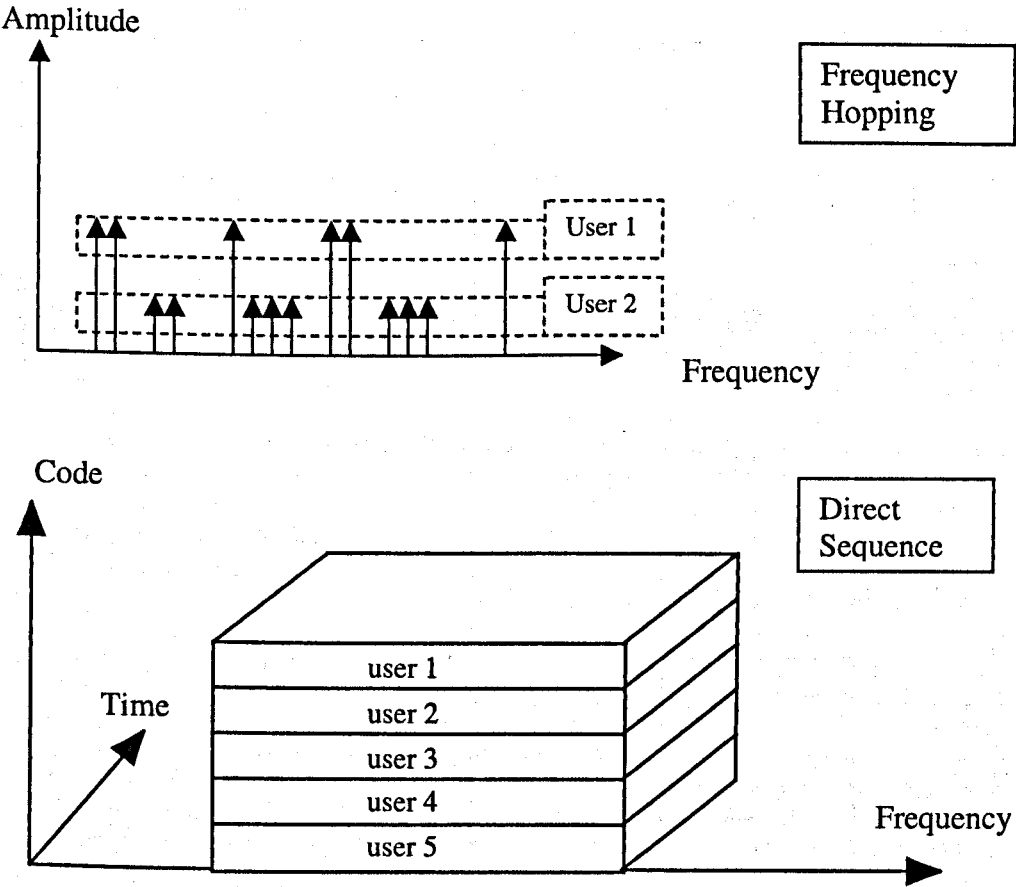 Amplitude
Frequency
Hopping
User 1
User 2
Frequency
Code
Direct
Sequence
user 1
Time
user 2
user 3
user 4
Frequency
user 5